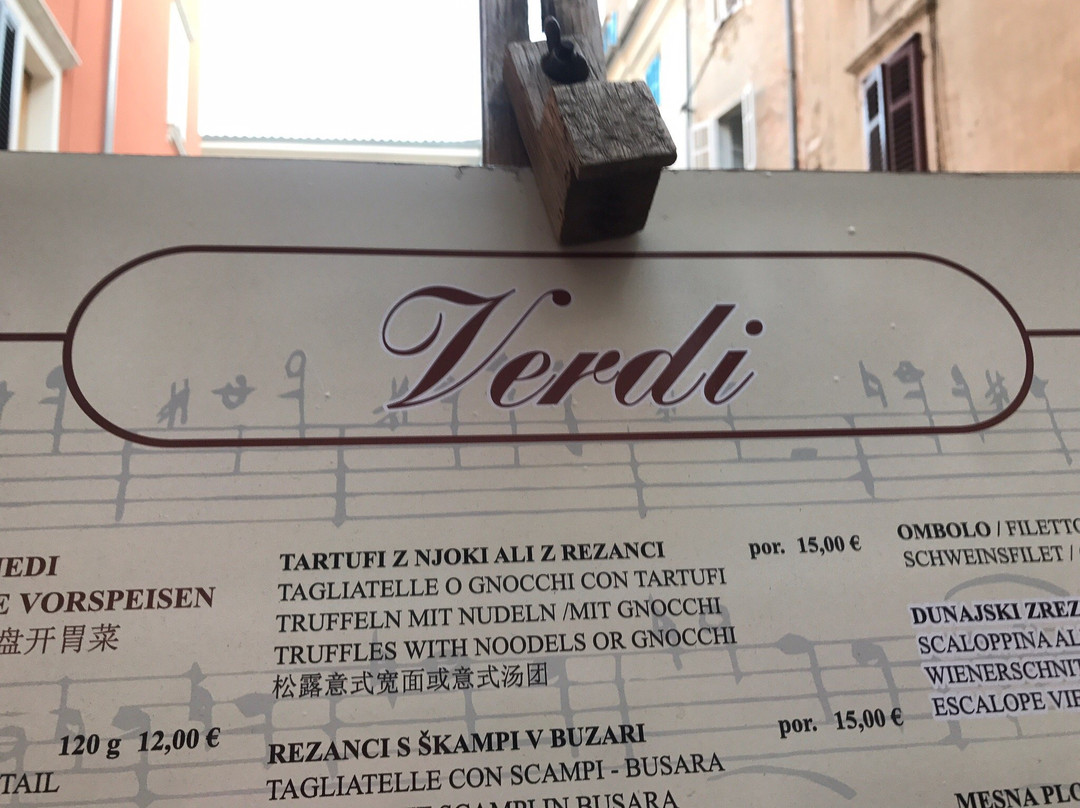 Verdi
VORSPEISEN
盘开胃菜
120 g 12,00 €
TARTUFI Z NJOKI ALI Z REZANCI por. 15,00 €
TAGLIATELLE O GNOCCHI CON TARTUFI
TRUFFELN MIT NUDELN /MIT GNOCCHI
TRUFFLES WITH NOODELS OR GNOCCHI
松露意式宽面或意式汤团
REZANCI S ŠKAMPI V BUZARI por. 15,00 €
TAGLIATELLE CON SCAMPI - BUSARA
SCAMPI IN BUSARA
OMBOLO / FILETTO
SCHWEINSFILET /
DUNAJSKI ZREZ
SCALOPPINA AL
WIENERSCHNIT
ESCALOPE VIE
MESNA PLO